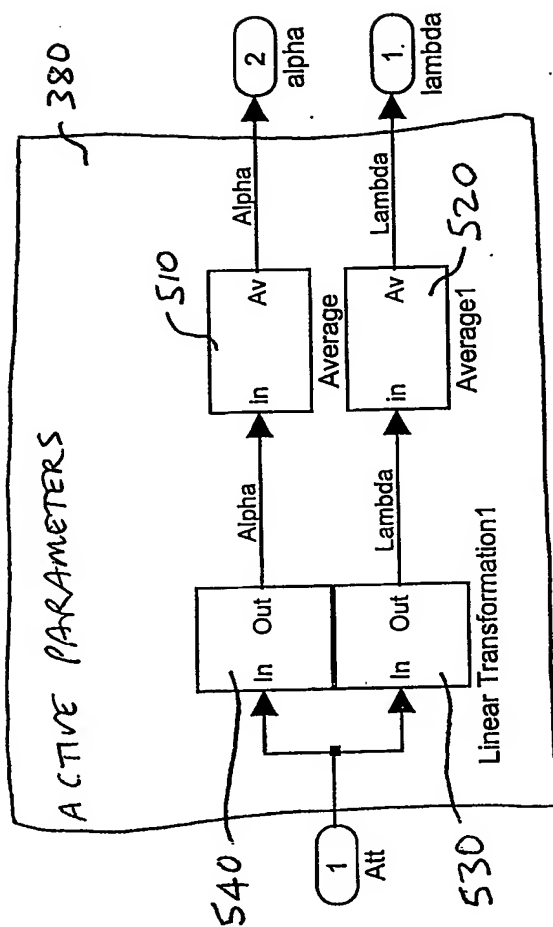 ACTIVE PARAMETERS
380
540
In Out
Alpha
510
In Av
Average
Alpha
2
alpha
1
Att
530
In Out
Linear Transformation1
Lambda
In Av
Average1
520
Lambda
1.
lambda